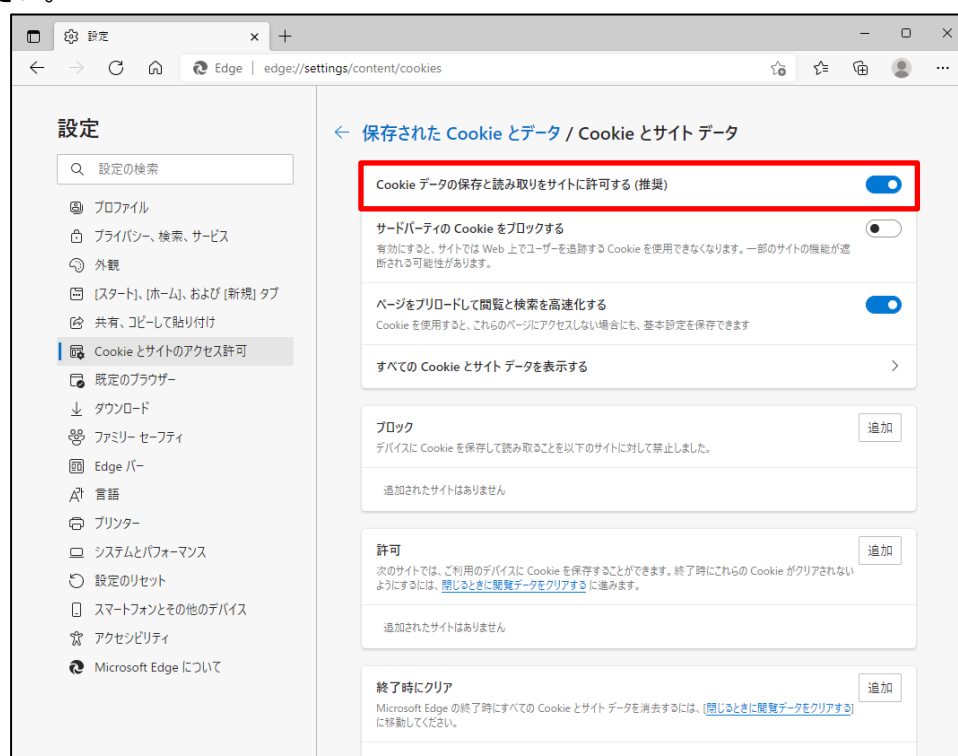 設定
Edge | edge://settings/content/cookies
設定
設定の検索
プロファイル
プライバシー、検索、サービス
外観
[スタート]、[ホーム]、および [新規] タブ
共有、コピーして貼り付け
Cookie とサイトのアクセス許可
既定のブラウザー
ダウンロード
ファミリー セーフティ
Edge バー
言語
プリンター
システムとパフォーマンス
設定のリセット
スマートフォンとその他のデバイス
アクセシビリティ
Microsoft Edge について
保存された Cookie とデータ / Cookie とサイト データ
Cookie データの保存と読み取りをサイトに許可する (推奨)
サードパーティの Cookie をブロックする
有効にすると、サイトでは Web 上でユーザーを追跡する Cookie を使用できなくなります。一部のサイトの機能が遮
断される可能性があります。
ページをプリロードして閲覧と検索を高速化する
Cookie を使用すると、これらのページにアクセスしない場合にも、基本設定を保存できます
すべての Cookie とサイト データを表示する
ブロック
追加
デバイスに Cookie を保存して読み取ることを以下のサイトに対して禁止しました。
追加されたサイトはありません
許可
追加
次のサイトでは、ご利用のデバイスに Cookie を保存することができます。終了時にこれらの Cookie がクリアされない
ようにするには、閉じるときに閲覧データをクリアする に進みます。
追加されたサイトはありません
終了時にクリア
追加
Microsoft Edge の終了時にすべての Cookie とサイト データを消去するには、[閉じるときに閲覧データをクリアする]
に移動してください。